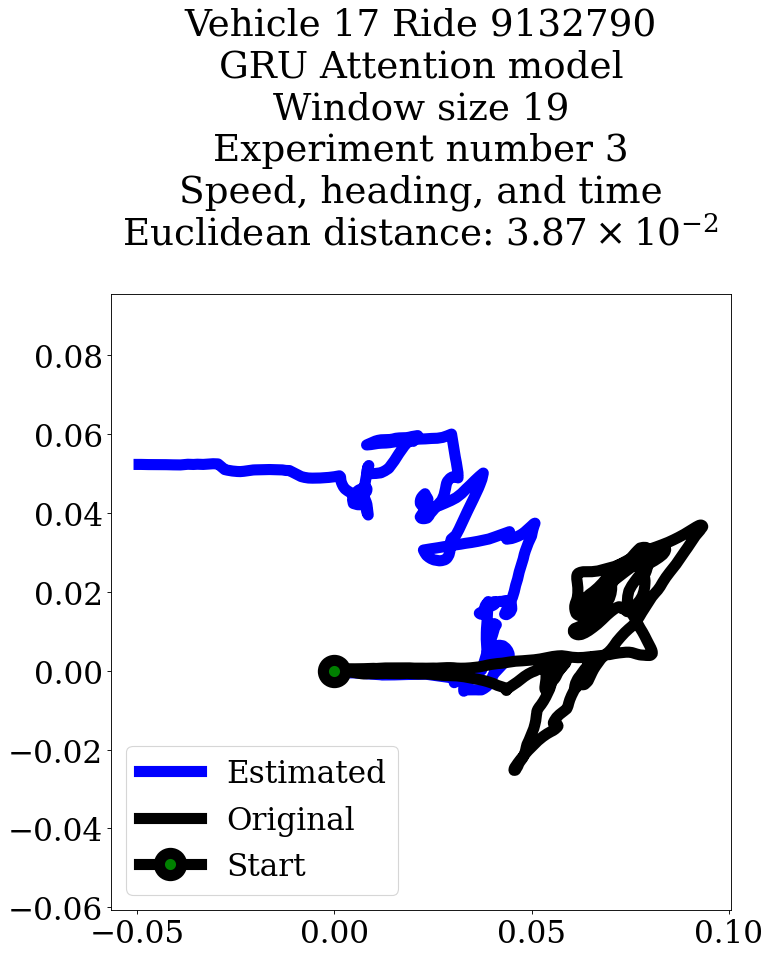 Vehicle 17 Ride 9132790
GRU Attention model
Window size 19
Experiment number 3
Speed, heading, and time
Euclidean distance: 3.87 × 10⁻²
0.08
0.06
0.04
0.02
0.00
−0.02
−0.04
−0.06
Estimated
Original
Start
−0.05 0.00 0.05 0.10